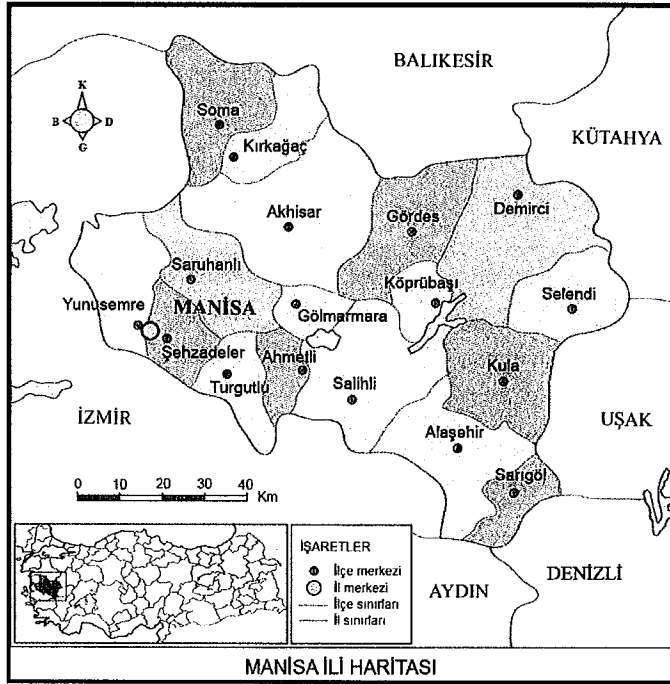 BALIKESİR
K
B D
G
Soma
KÜTAHYA
Kırkağaç
Akhisar
Gördes
Demirci
Saruhanlı
Köprübaşı
Selendi
Yunusemre
MANİSA
Gölmarmara
Şehzadeler
Ahmetli
Kula
Turgutlu
Salihli
İZMİR
UŞAK
Alaşehir
Sarıgöl
0 10 20 30 40
Km
İŞARETLER
İlçe merkezi
İl merkezi
İlçe sınırları
İl sınırları
AYDIN
DENİZLİ
MANİSA İLİ HARİTASI